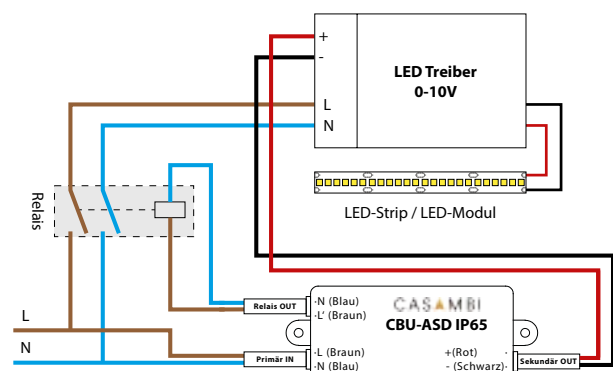 +
-
L
N
LED Treiber
0-10V
LED-Strip / LED-Modul
Relais
L
N
Relais OUT
·N (Blau)
·L' (Braun)
CASAMBI
CBU-ASD IP65
Primär IN
·L (Braun)
·N (Blau)
+(Rot) ·
- (Schwarz)·
Sekundär OUT